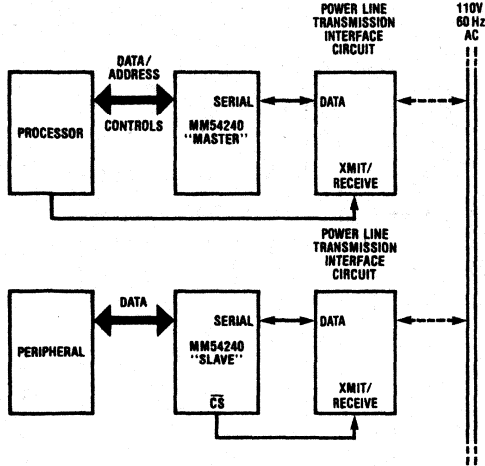 POWER LINE
TRANSMISSION
INTERFACE
CIRCUIT
110V
60 Hz
AC
DATA/
ADDRESS
CONTROLS
PROCESSOR
SERIAL
MM54240
"MASTER"
DATA
XMIT/
RECEIVE
POWER LINE
TRANSMISSION
INTERFACE
CIRCUIT
DATA
PERIPHERAL
SERIAL
MM54240
"SLAVE"
C̅S̅
DATA
XMIT/
RECEIVE